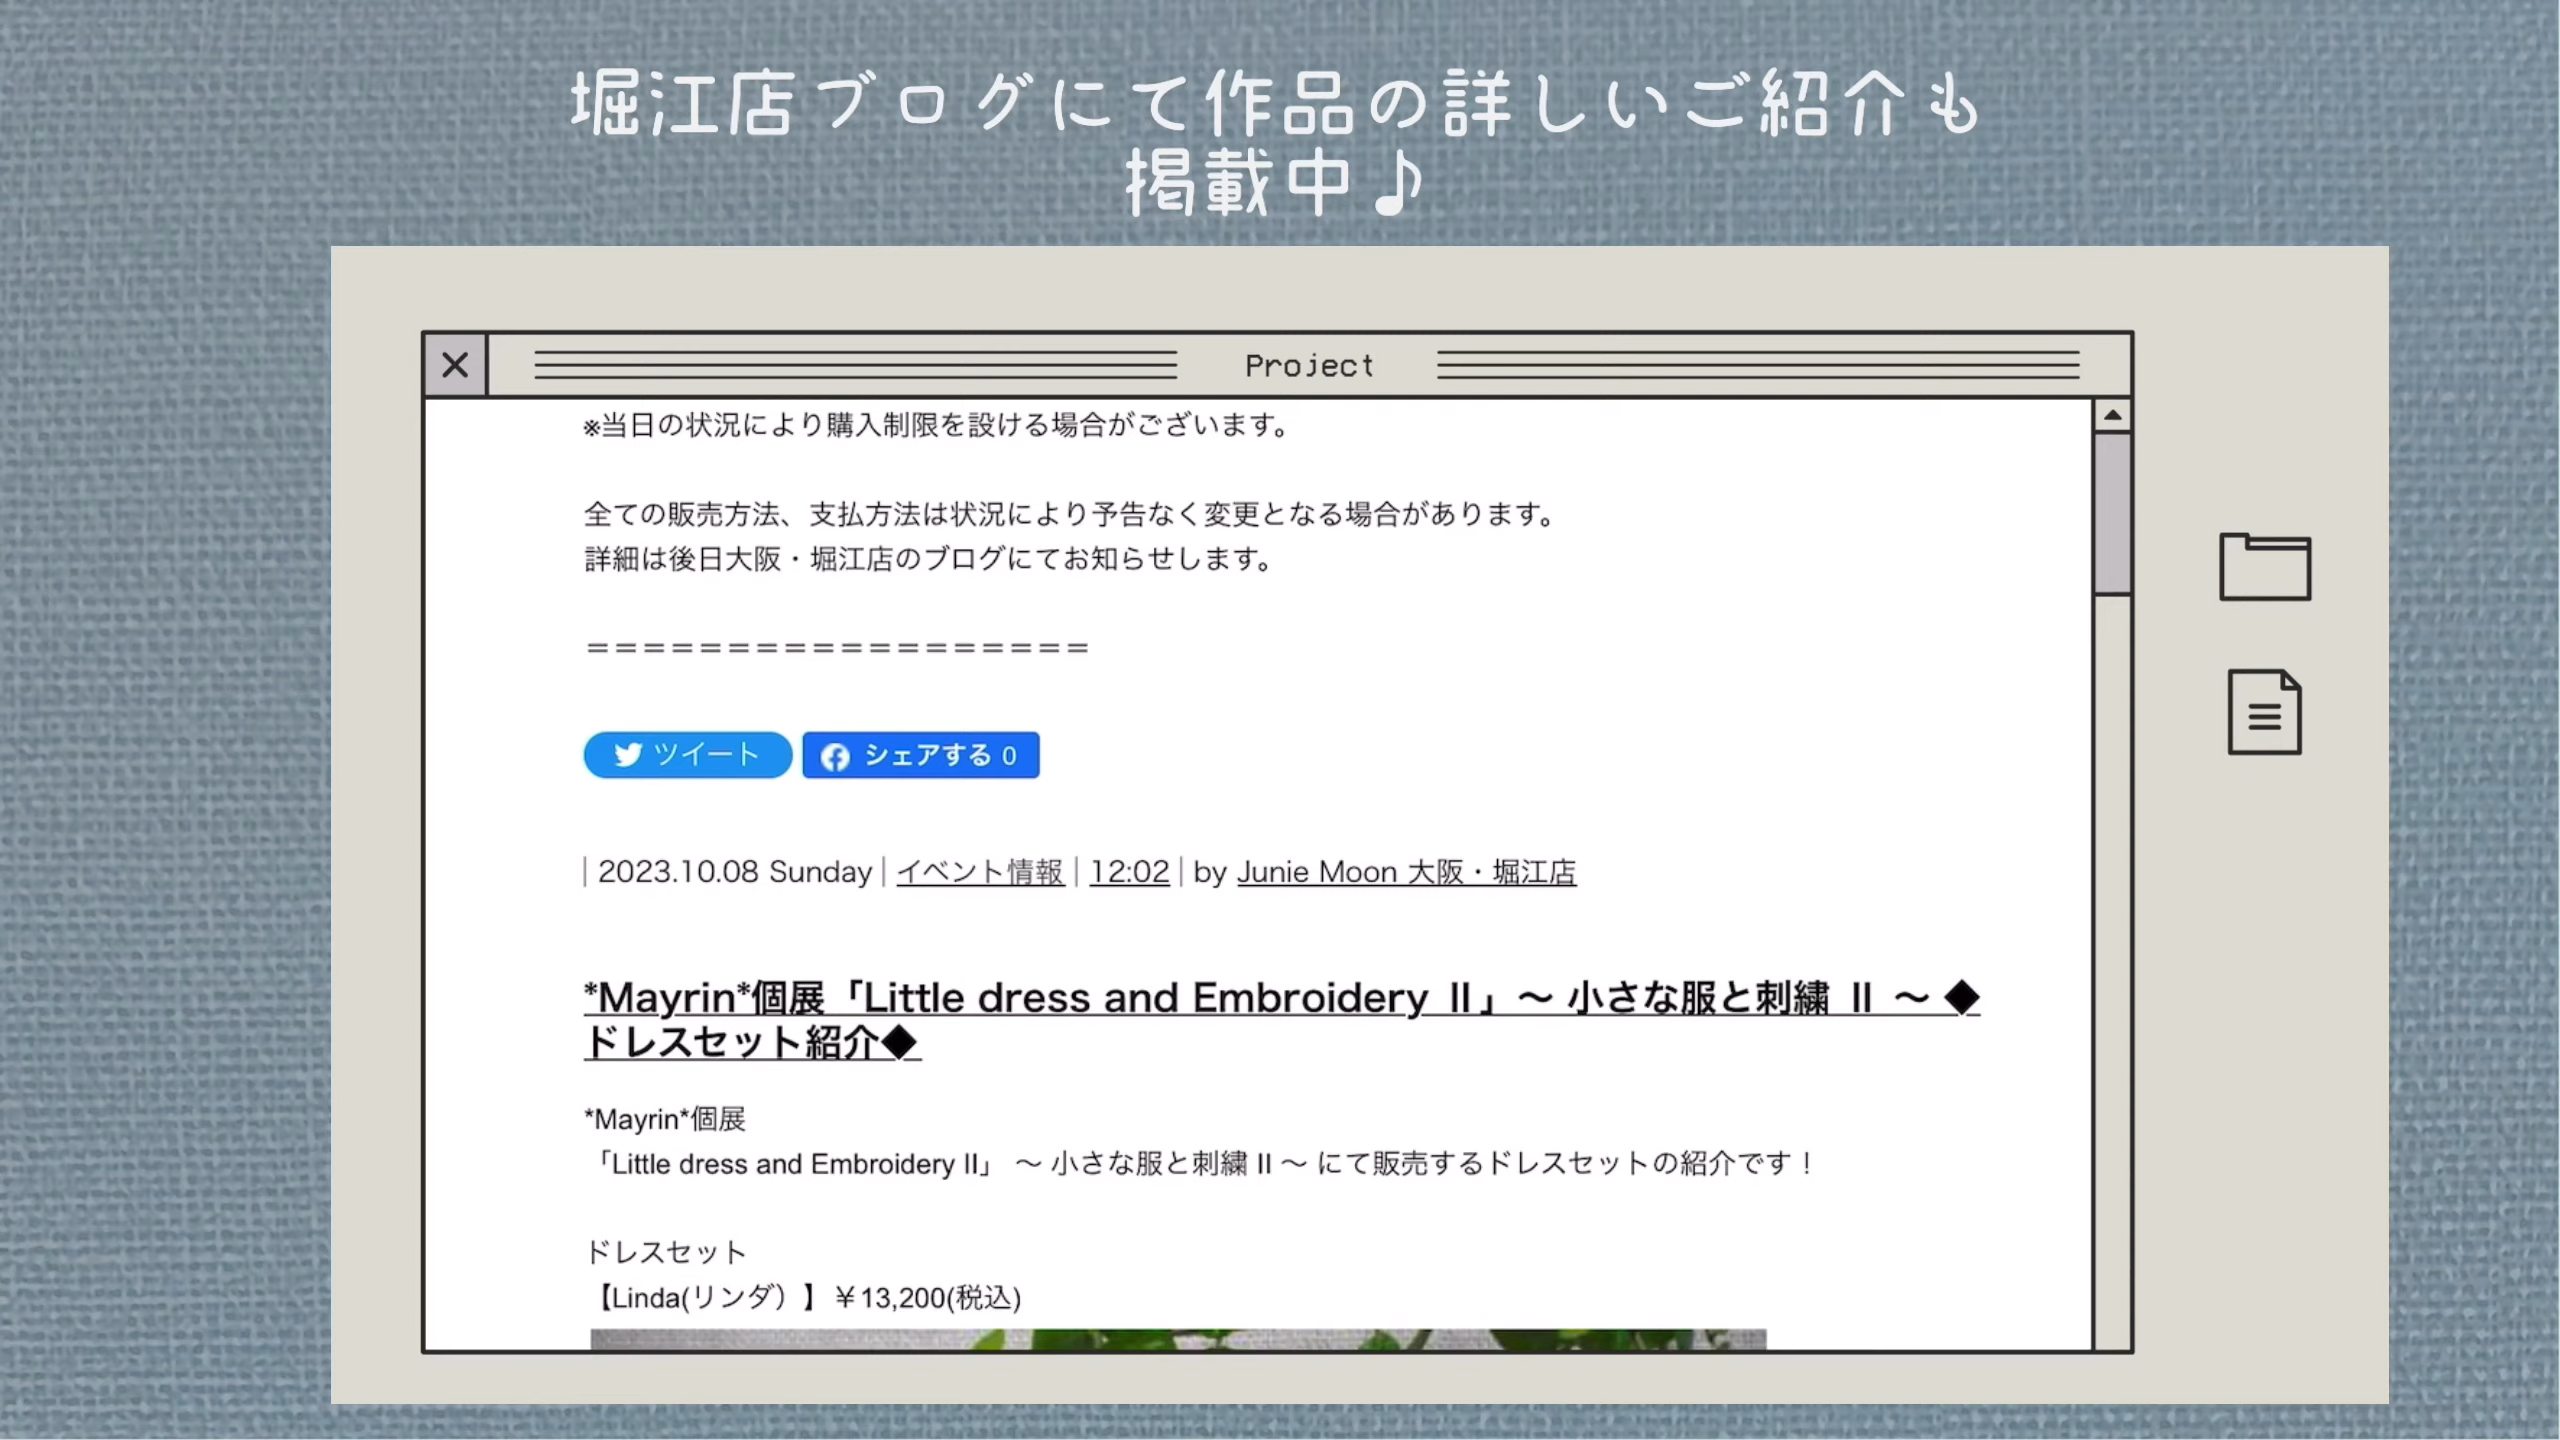 堀江店ブログにて作品の詳しいご紹介も
掲載中♪
Project
※当日の状況により購入制限を設ける場合がございます。
全ての販売方法、支払方法は状況により予告なく変更となる場合があります。
詳細は後日大阪・堀江店のブログにてお知らせします。
＝＝＝＝＝＝＝＝＝＝＝＝＝＝＝＝＝＝
ツイート シェアする 0
| 2023.10.08 Sunday | イベント情報 | 12:02 | by Junie Moon 大阪・堀江店
*Mayrin*個展「Little dress and Embroidery Ⅱ」～ 小さな服と刺繍 Ⅱ ～ ◆
ドレスセット紹介◆
*Mayrin*個展
「Little dress and Embroidery II」 ～ 小さな服と刺繍 II ～ にて販売するドレスセットの紹介です！
ドレスセット
【Linda(リンダ）】￥13,200(税込)